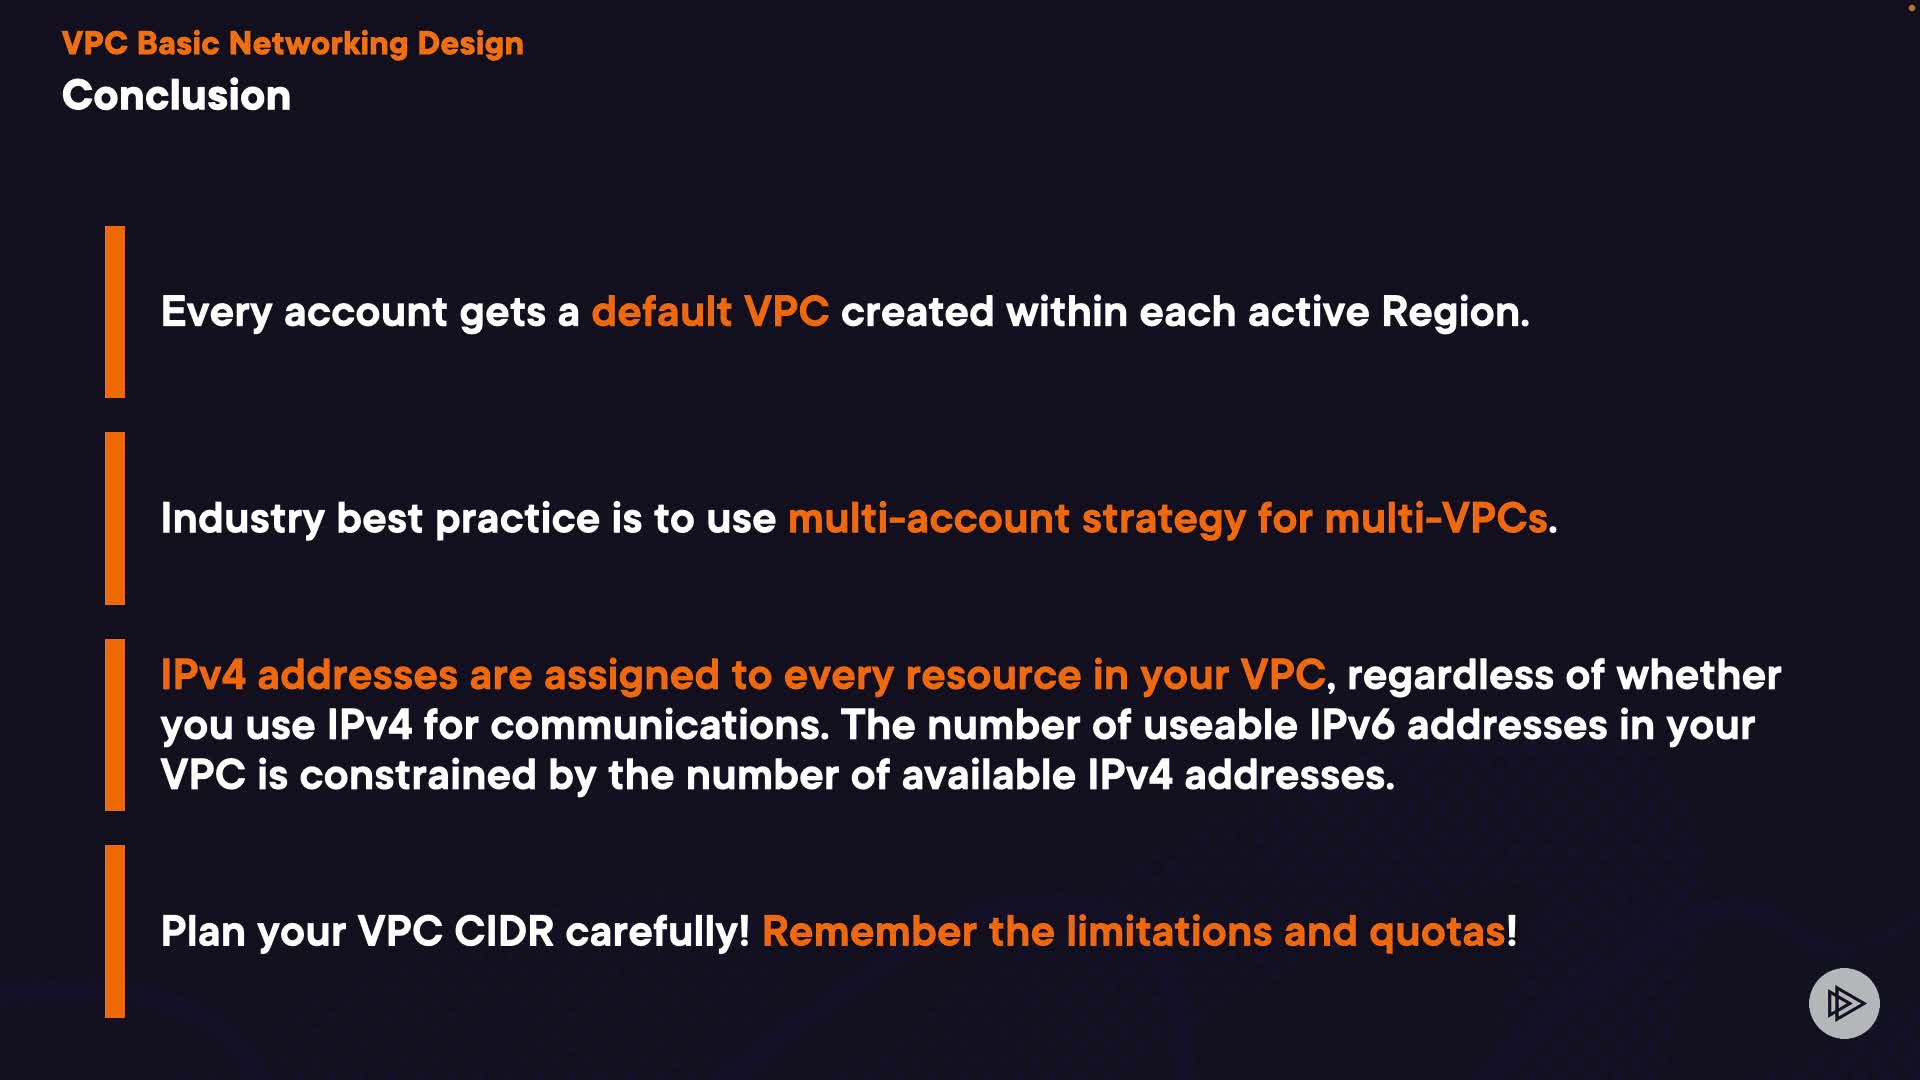 VPC Basic Networking Design
Conclusion
Every account gets a default VPC created within each active Region.
Industry best practice is to use multi-account strategy for multi-VPCs.
IPv4 addresses are assigned to every resource in your VPC, regardless of whether
you use IPv4 for communications. The number of useable IPv6 addresses in your
VPC is constrained by the number of available IPv4 addresses.
Plan your VPC CIDR carefully! Remember the limitations and quotas!